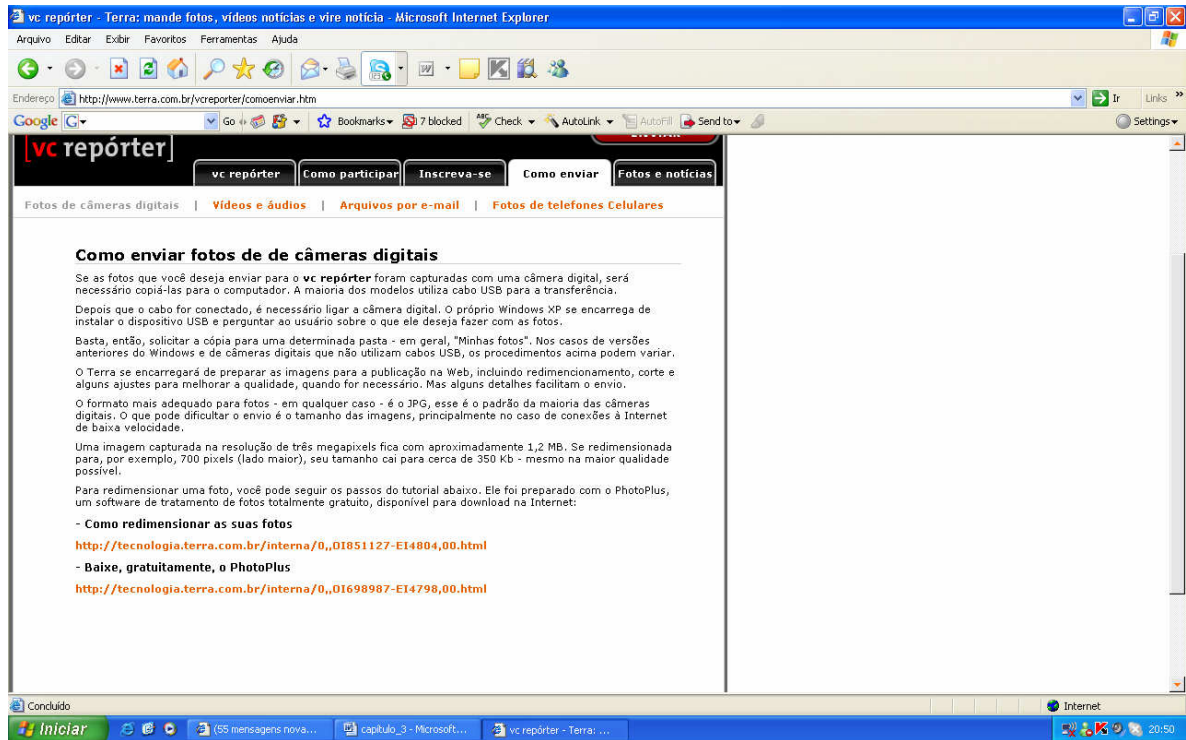 vc repórter - Terra: mande fotos, vídeos notícias e vire notícia - Microsoft Internet Explorer
Arquivo Editar Exibir Favoritos Ferramentas Ajuda
Endereço http://www.terra.com.br/vcreporter/comoenviar.htm Ir Links »
Google G Go Bookmarks 7 blocked ABC Check AutoLink AutoFill Send to Settings
[vc repórter]
vc repórter Como participar Inscreva-se Como enviar Fotos e notícias
Fotos de câmeras digitais | Vídeos e áudios | Arquivos por e-mail | Fotos de telefones Celulares
Como enviar fotos de de câmeras digitais
Se as fotos que você deseja enviar para o vc repórter foram capturadas com uma câmera digital, será
necessário copiá-las para o computador. A maioria dos modelos utiliza cabo USB para a transferência.
Depois que o cabo for conectado, é necessário ligar a câmera digital. O próprio Windows XP se encarrega de
instalar o dispositivo USB e perguntar ao usuário sobre o que ele deseja fazer com as fotos.
Basta, então, solicitar a cópia para uma determinada pasta - em geral, "Minhas fotos". Nos casos de versões
anteriores do Windows e de câmeras digitais que não utilizam cabos USB, os procedimentos acima podem variar.
O Terra se encarregará de preparar as imagens para a publicação na Web, incluindo redimencionamento, corte e
alguns ajustes para melhorar a qualidade, quando for necessário. Mas alguns detalhes facilitam o envio.
O formato mais adequado para fotos - em qualquer caso - é o JPG, esse é o padrão da maioria das câmeras
digitais. O que pode dificultar o envio é o tamanho das imagens, principalmente no caso de conexões à Internet
de baixa velocidade.
Uma imagem capturada na resolução de três megapixels fica com aproximadamente 1,2 MB. Se redimensionada
para, por exemplo, 700 pixels (lado maior), seu tamanho cai para cerca de 350 Kb - mesmo na maior qualidade
possível.
Para redimensionar uma foto, você pode seguir os passos do tutorial abaixo. Ele foi preparado com o PhotoPlus,
um software de tratamento de fotos totalmente gratuito, disponível para download na Internet:
- Como redimensionar as suas fotos
http://tecnologia.terra.com.br/interna/0,,OI851127-EI4804,00.html
- Baixe, gratuitamente, o PhotoPlus
http://tecnologia.terra.com.br/interna/0,,OI698987-EI4798,00.html
Concluído Internet
Iniciar (55 mensagens nova... capítulo_3 - Microsoft... vc repórter - Terra: ... 20:50